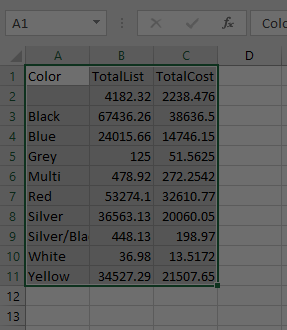 A1 Colo
A B C D
1 Color TotalList TotalCost
2 4182.32 2238.476
3 Black 67436.26 38636.5
4 Blue 24015.66 14746.15
5 Grey 125 51.5625
6 Multi 478.92 272.2542
7 Red 53274.1 32610.77
8 Silver 36563.13 20060.05
9 Silver/Bla 448.13 198.97
10 White 36.98 13.5172
11 Yellow 34527.29 21507.65
12
13